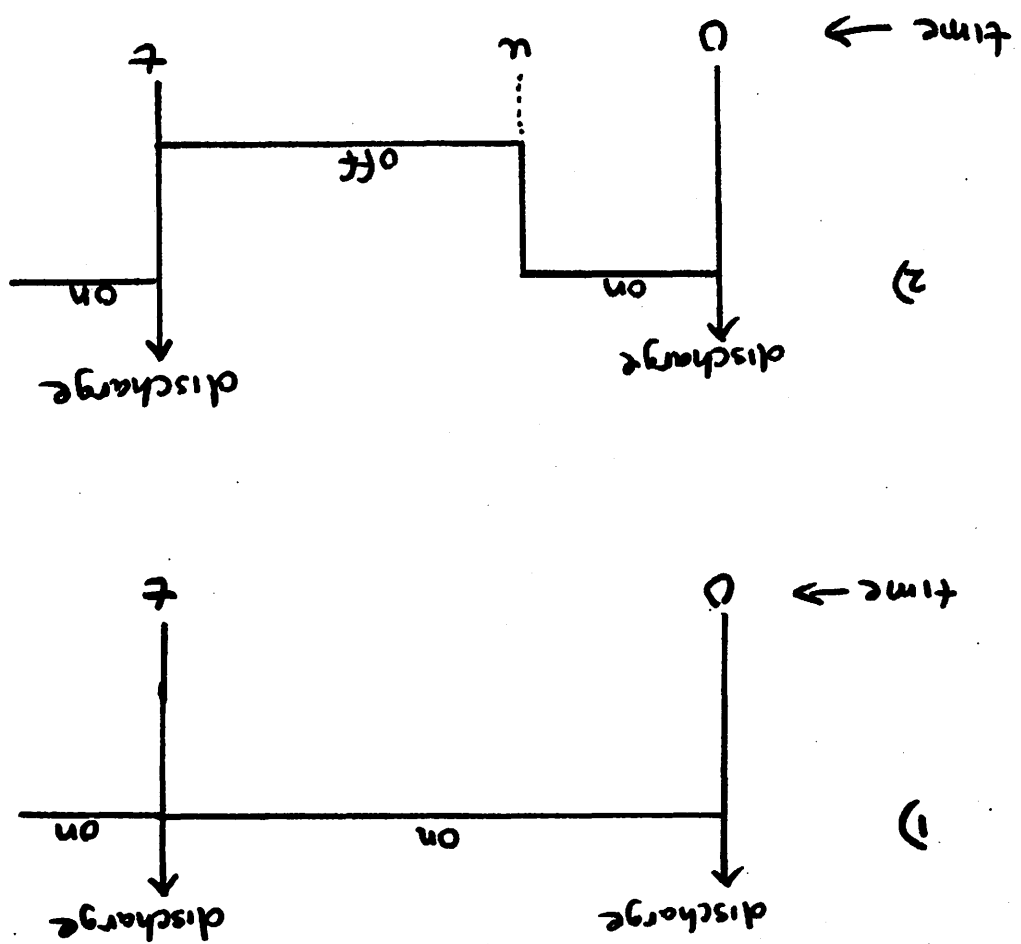 1)
discharge discharge
on on
time → 0 t
2)
discharge discharge
on on
off
time → 0 u t